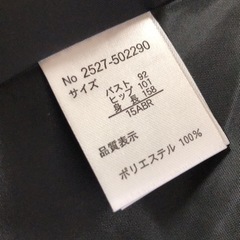 No 2527-502290
サイズ
バスト 92
ヒップ 101
身長 158
15ABR
品質表示
ポリエステル 100%